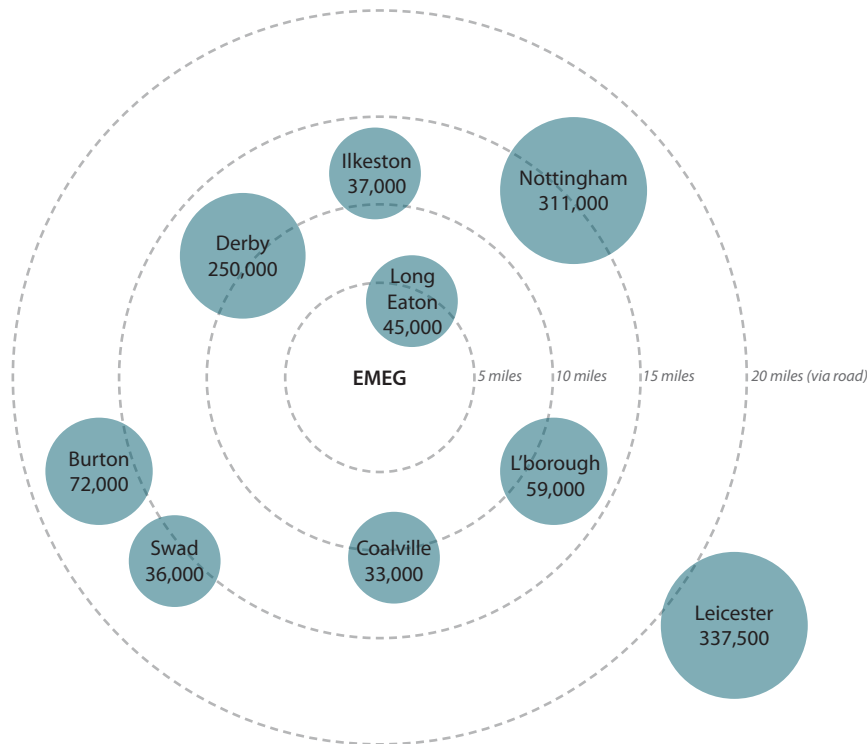 Ilkeston
37,000
Nottingham
311,000
Derby
250,000
Long
Eaton
45,000
EMEG
5 miles
10 miles
15 miles
20 miles (via road)
Burton
72,000
L'borough
59,000
Swad
36,000
Coalville
33,000
Leicester
337,500